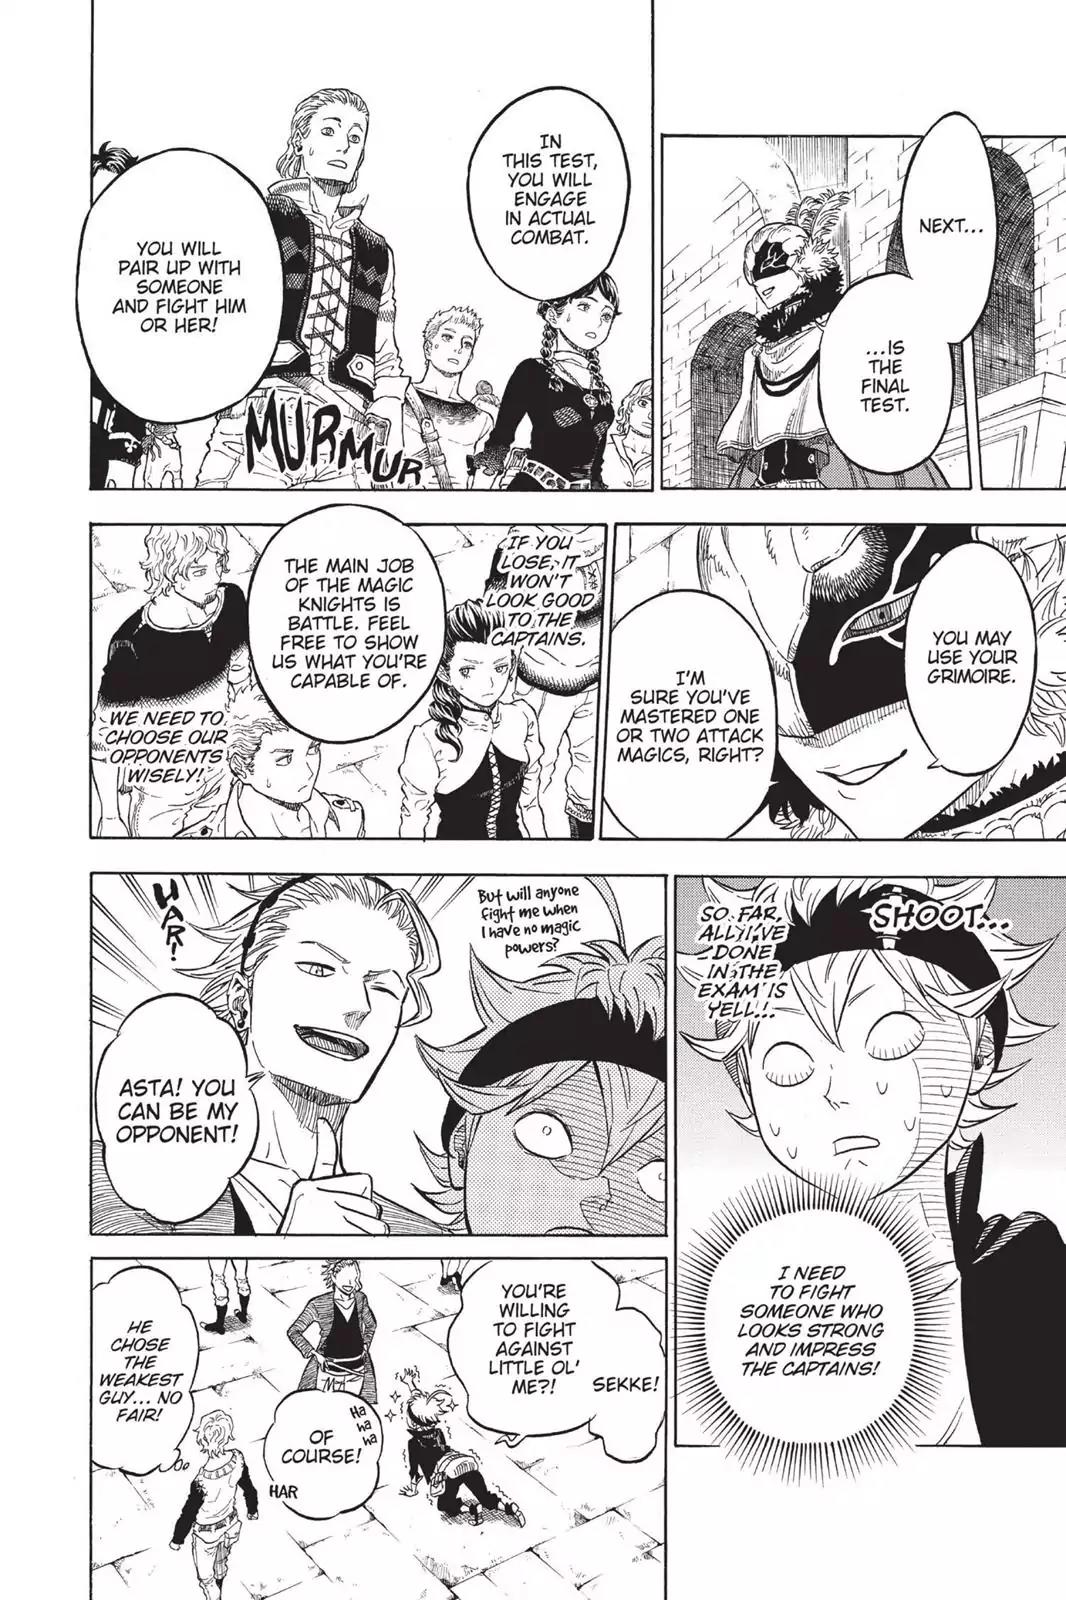 NEXT...
...IS
THE
FINAL
TEST.
IN
THIS TEST,
YOU WILL
ENGAGE
IN ACTUAL
COMBAT.
YOU WILL
PAIR UP WITH
SOMEONE
AND FIGHT HIM
OR HER!
MURMUR
YOU MAY
USE YOUR
GRIMOIRE.
I'M
SURE YOU'VE
MASTERED ONE
OR TWO ATTACK
MAGICS, RIGHT?
IF YOU
LOSE, IT
WON'T
LOOK GOOD
TO THE
CAPTAINS.
THE MAIN JOB
OF THE MAGIC
KNIGHTS IS
BATTLE. FEEL
FREE TO SHOW
US WHAT YOU'RE
CAPABLE OF.
WE NEED TO
CHOOSE OUR
OPPONENTS
WISELY!
SHOOT...
SO FAR,
ALL I'VE
DONE
IN THE
EXAM IS
YELL!!
I NEED
TO FIGHT
SOMEONE WHO
LOOKS STRONG
AND IMPRESS
THE CAPTAINS!
But will anyone
fight me when
I have no magic
powers?
HAR!
ASTA! YOU
CAN BE MY
OPPONENT!
SEKKE!
YOU'RE
WILLING
TO FIGHT
AGAINST
LITTLE OL'
ME?!
Ha
ha
ha
OF
COURSE!
HAR
HE
CHOSE THE
WEAKEST
GUY... NO
FAIR!